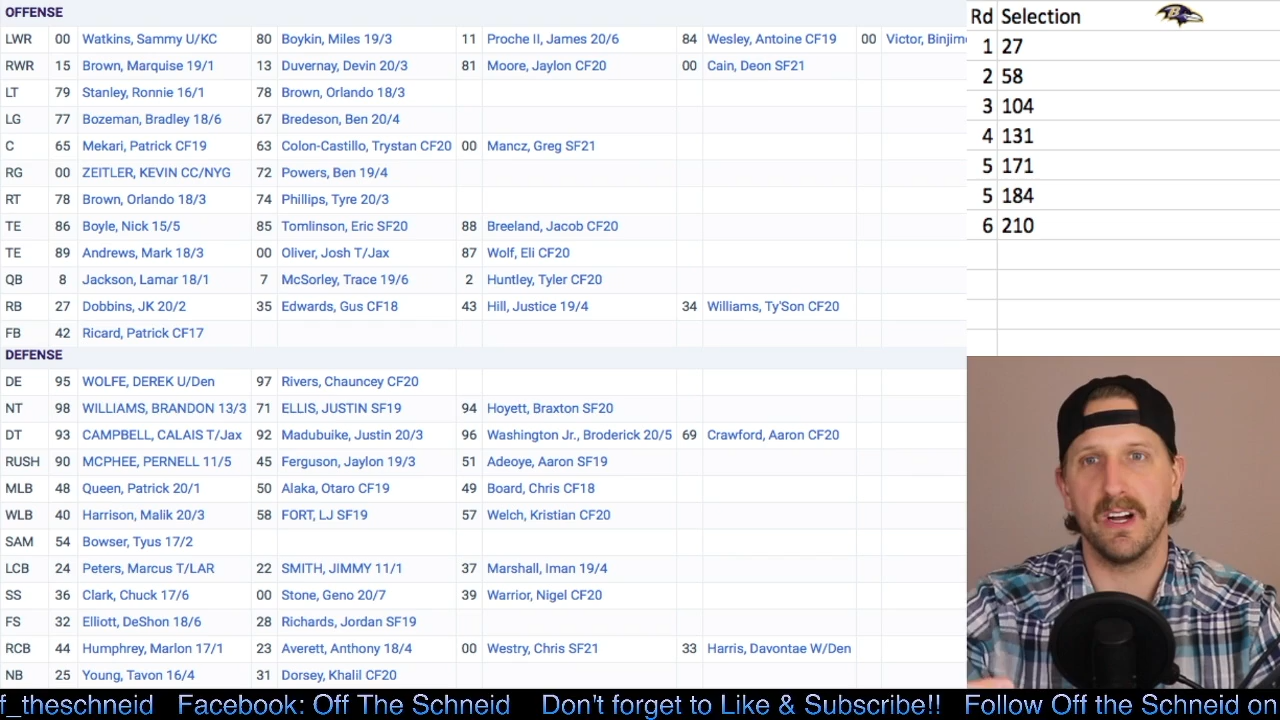 OFFENSE
LWR 00 Watkins, Sammy U/KC 80 Boykin, Miles 19/3 11 Proche II, James 20/6 84 Wesley, Antoine CF19 00 Victor, Binjim
RWR 15 Brown, Marquise 19/1 13 Duvernay, Devin 20/3 81 Moore, Jaylon CF20 00 Cain, Deon SF21
LT 79 Stanley, Ronnie 16/1 78 Brown, Orlando 18/3
LG 77 Bozeman, Bradley 18/6 67 Bredeson, Ben 20/4
C 65 Mekari, Patrick CF19 63 Colon-Castillo, Trystan CF20 00 Mancz, Greg SF21
RG 00 ZEITLER, KEVIN CC/NYG 72 Powers, Ben 19/4
RT 78 Brown, Orlando 18/3 74 Phillips, Tyre 20/3
TE 86 Boyle, Nick 15/5 85 Tomlinson, Eric SF20 88 Breeland, Jacob CF20
TE 89 Andrews, Mark 18/3 00 Oliver, Josh T/Jax 87 Wolf, Eli CF20
QB 8 Jackson, Lamar 18/1 7 McSorley, Trace 19/6 2 Huntley, Tyler CF20
RB 27 Dobbins, JK 20/2 35 Edwards, Gus CF18 43 Hill, Justice 19/4 34 Williams, Ty'Son CF20
FB 42 Ricard, Patrick CF17
DEFENSE
DE 95 WOLFE, DEREK U/Den 97 Rivers, Chauncey CF20
NT 98 WILLIAMS, BRANDON 13/3 71 ELLIS, JUSTIN SF19 94 Hoyett, Braxton SF20
DT 93 CAMPBELL, CALAIS T/Jax 92 Madubuike, Justin 20/3 96 Washington Jr., Broderick 20/5 69 Crawford, Aaron CF20
RUSH 90 MCPHEE, PERNELL 11/5 45 Ferguson, Jaylon 19/3 51 Adeoye, Aaron SF19
MLB 48 Queen, Patrick 20/1 50 Alaka, Otaro CF19 49 Board, Chris CF18
WLB 40 Harrison, Malik 20/3 58 FORT, LJ SF19 57 Welch, Kristian CF20
SAM 54 Bowser, Tyus 17/2
LCB 24 Peters, Marcus T/LAR 22 SMITH, JIMMY 11/1 37 Marshall, Iman 19/4
SS 36 Clark, Chuck 17/6 00 Stone, Geno 20/7 39 Warrior, Nigel CF20
FS 32 Elliott, DeShon 18/6 28 Richards, Jordan SF19
RCB 44 Humphrey, Marlon 17/1 23 Averett, Anthony 18/4 00 Westry, Chris SF21 33 Harris, Davontae W/Den
NB 25 Young, Tavon 16/4 31 Dorsey, Khalil CF20
Rd Selection
1 27
2 58
3 104
4 131
5 171
5 184
6 210
f_theschneid Facebook: Off The Schneid Don't forget to Like & Subscribe!! Follow Off the Schneid on